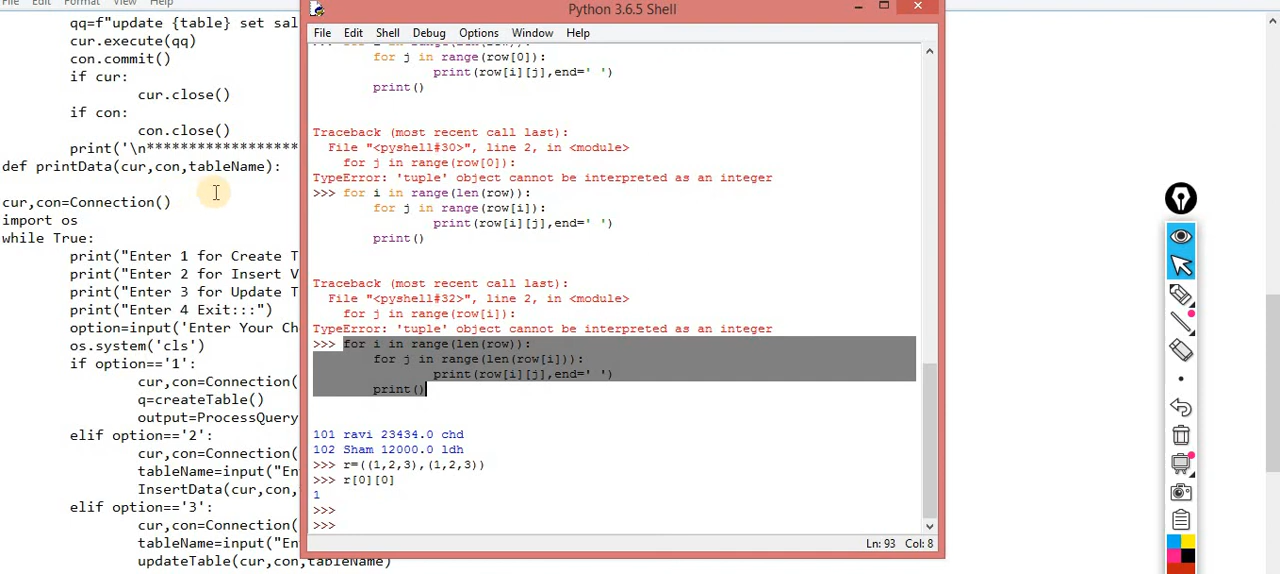 File Edit Format View Help
qq=f"update {table} set sal
cur.execute(qq)
con.commit()
if cur:
cur.close()
if con:
con.close()
print('\n******************
def printData(cur,con,tableName):
cur,con=Connection()
import os
while True:
print("Enter 1 for Create T
print("Enter 2 for Insert V
print("Enter 3 for Update T
print("Enter 4 Exit:::")
option=input('Enter Your Ch
os.system('cls')
if option=='1':
cur,con=Connection(
q=createTable()
output=ProcessQuery
elif option=='2':
cur,con=Connection(
tableName=input("En
InsertData(cur,con,
elif option=='3':
cur,con=Connection(
tableName=input("En
updateTable(cur,con,tableName)
Python 3.6.5 Shell
File Edit Shell Debug Options Window Help
>>> for i in range(len(row)):
for j in range(row[0]):
print(row[i][j],end=' ')
print()
Traceback (most recent call last):
File "<pyshell#30>", line 2, in <module>
for j in range(row[0]):
TypeError: 'tuple' object cannot be interpreted as an integer
>>> for i in range(len(row)):
for j in range(row[i]):
print(row[i][j],end=' ')
print()
Traceback (most recent call last):
File "<pyshell#32>", line 2, in <module>
for j in range(row[i]):
TypeError: 'tuple' object cannot be interpreted as an integer
>>> for i in range(len(row)):
for j in range(len(row[i])):
print(row[i][j],end=' ')
print()
101 ravi 23434.0 chd
102 Sham 12000.0 ldh
>>> r=((1,2,3),(1,2,3))
>>> r[0][0]
1
>>>
>>>
Ln: 93 Col: 8